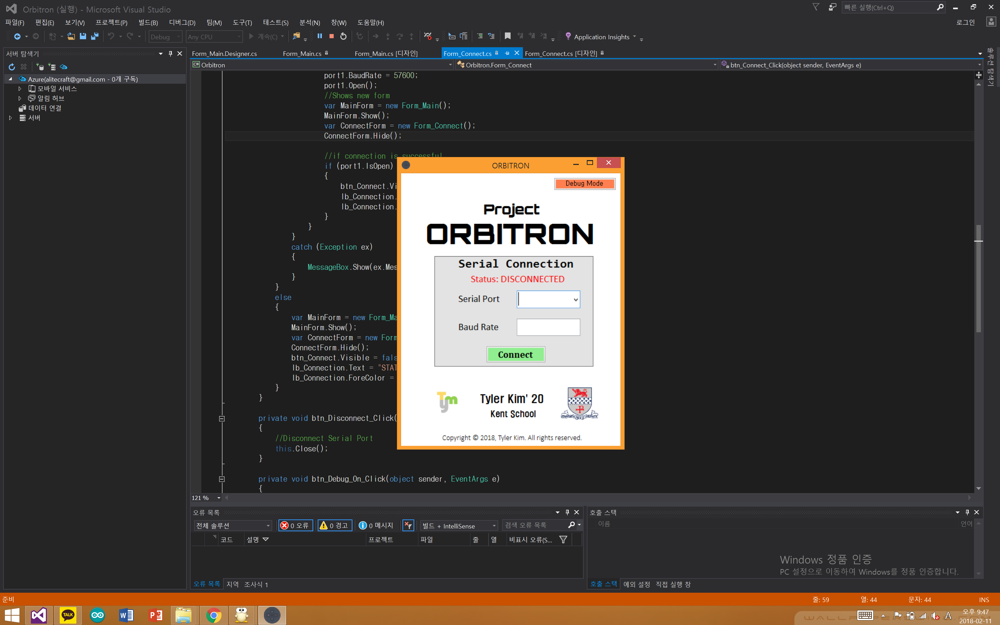 Orbitron (실행) - Microsoft Visual Studio
빠른 실행(Ctrl+Q)
파일(F) 편집(E) 보기(V) 프로젝트(P) 빌드(B) 디버그(D) 팀(M) 도구(T) 테스트(S) 분석(N) 창(W) 도움말(H)
로그인
Debug Any CPU 계속(C) Application Insights
서버 탐색기
Azure(alitecraft@gmail.com - 0개 구독)
모바일 서비스
알림 허브
데이터 연결
서버
Form_Main.Designer.cs Form_Main.cs Form_Main.cs [디자인] Form_Connect.cs Form_Connect.cs [디자인]
솔루션 탐색기
C# Orbitron Orbitron.Form_Connect btn_Connect_Click(object sender, EventArgs e)
port1.BaudRate = 57600;
port1.Open();
//Shows new form
var MainForm = new Form_Main();
MainForm.Show();
var ConnectForm = new Form_Connect();
ConnectForm.Hide();
//if connection is successful
if (port1.IsOpen)
{
btn_Connect.Vi
lb_Connection.
lb_Connection.
}
}
}
catch (Exception ex)
{
MessageBox.Show(ex.Mes
}
}
else
{
var MainForm = new Form_Ma
MainForm.Show();
var ConnectForm = new Form
ConnectForm.Hide();
btn_Connect.Visible = fals
lb_Connection.Text = "STAT
lb_Connection.ForeColor =
}
}
private void btn_Disconnect_Click(
{
//Disconnect Serial Port
this.Close();
}
private void btn_Debug_On_Click(object sender, EventArgs e)
{
121 %
ORBITRON
Debug Mode
Project
ORBITRON
Serial Connection
Status: DISCONNECTED
Serial Port
Baud Rate
Connect
Tym
Tyler Kim' 20
Kent School
Copyright © 2018, Tyler Kim. All rights reserved.
오류 목록
전체 솔루션 0 오류 0 경고 0 메시지 빌드 + IntelliSense 검색 오류 목록
코드 설명 프로젝트 파일 줄 열 비표시 오류(S...
오류 목록 지역 조사식 1
호출 스택
이름 언어
Windows 정품 인증
PC 설정으로 이동하여 Windows를 정품 인증합니다.
호출 스택 예외 설정 직접 실행 창
준비 줄: 59 열: 44 문자: 44 INS
TALK
A
오후 9:47
2018-02-11